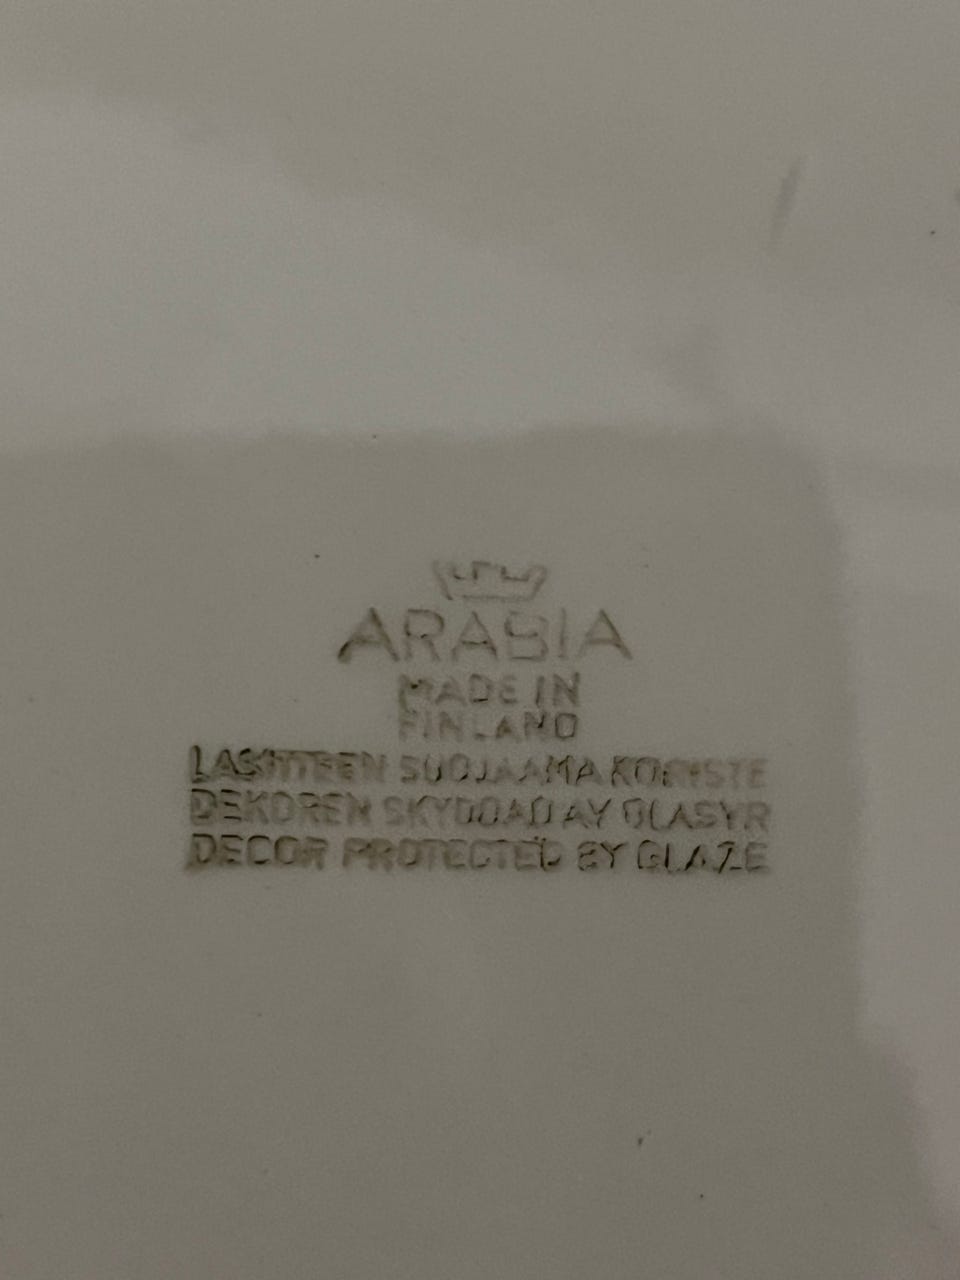 ARABIA
MADE IN
FINLAND
LASITTEEN SUOJAAMA KORISTE
DEKOREN SKYDDAD AV GLASYR
DECOR PROTECTED BY GLAZE